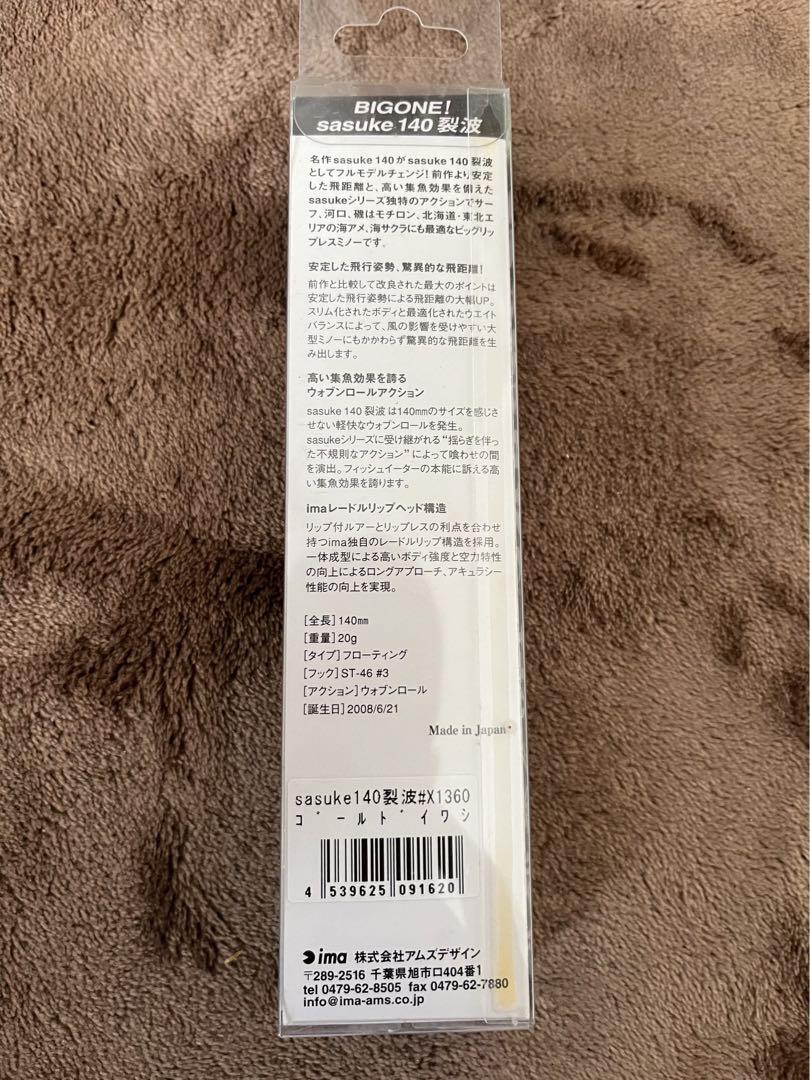 BIGONE!
sasuke 140 裂波
名作sasuke 140がsasuke 140 裂波
としてフルモデルチェンジ!前作より安定
した飛距離と、高い集魚効果を備えた
sasukeシリーズ独特のアクションでサー
フ、河口、磯はモチロン、北海道・東北エ
リアの海アメ、海サクラにも最適なビッグリッ
プレスミノーです。
安定した飛行姿勢、驚異的な飛距離!
前作と比較して改良された最大のポイントは
安定した飛行姿勢による飛距離の大幅UP。
スリム化されたボディと最適化されたウエイト
バランスによって、風の影響を受けやすい大
型ミノーにもかかわらず驚異的な飛距離を生
み出します。
高い集魚効果を誇る
ウォブンロールアクション
sasuke 140 裂波は140mmのサイズを感じさ
せない軽快なウォブンロールを発生。
sasukeシリーズに受け継がれる“揺らぎを伴っ
た不規則なアクション”によって喰わせの間
を演出。フィッシュイーターの本能に訴える高
い集魚効果を誇ります。
imaレードルリップヘッド構造
リップ付ルアーとリップレスの利点を合わせ
持つima独自のレードルリップ構造を採用。
一体成型による高いボディ強度と空力特性
の向上によるロングアプローチ、アキュラシー
性能の向上を実現。
[全長]140mm
[重量]20g
[タイプ]フローティング
[フック]ST-46 #3
[アクション]ウォブンロール
[誕生日]2008/6/21
Made in Japan
sasuke140裂波#X1360
ゴールドイワシ
4 539625 091620
ima 株式会社アムズデザイン
〒289-2516 千葉県旭市ロ404番1
tel 0479-62-8505 fax 0479-62-7880
info@ima-ams.co.jp